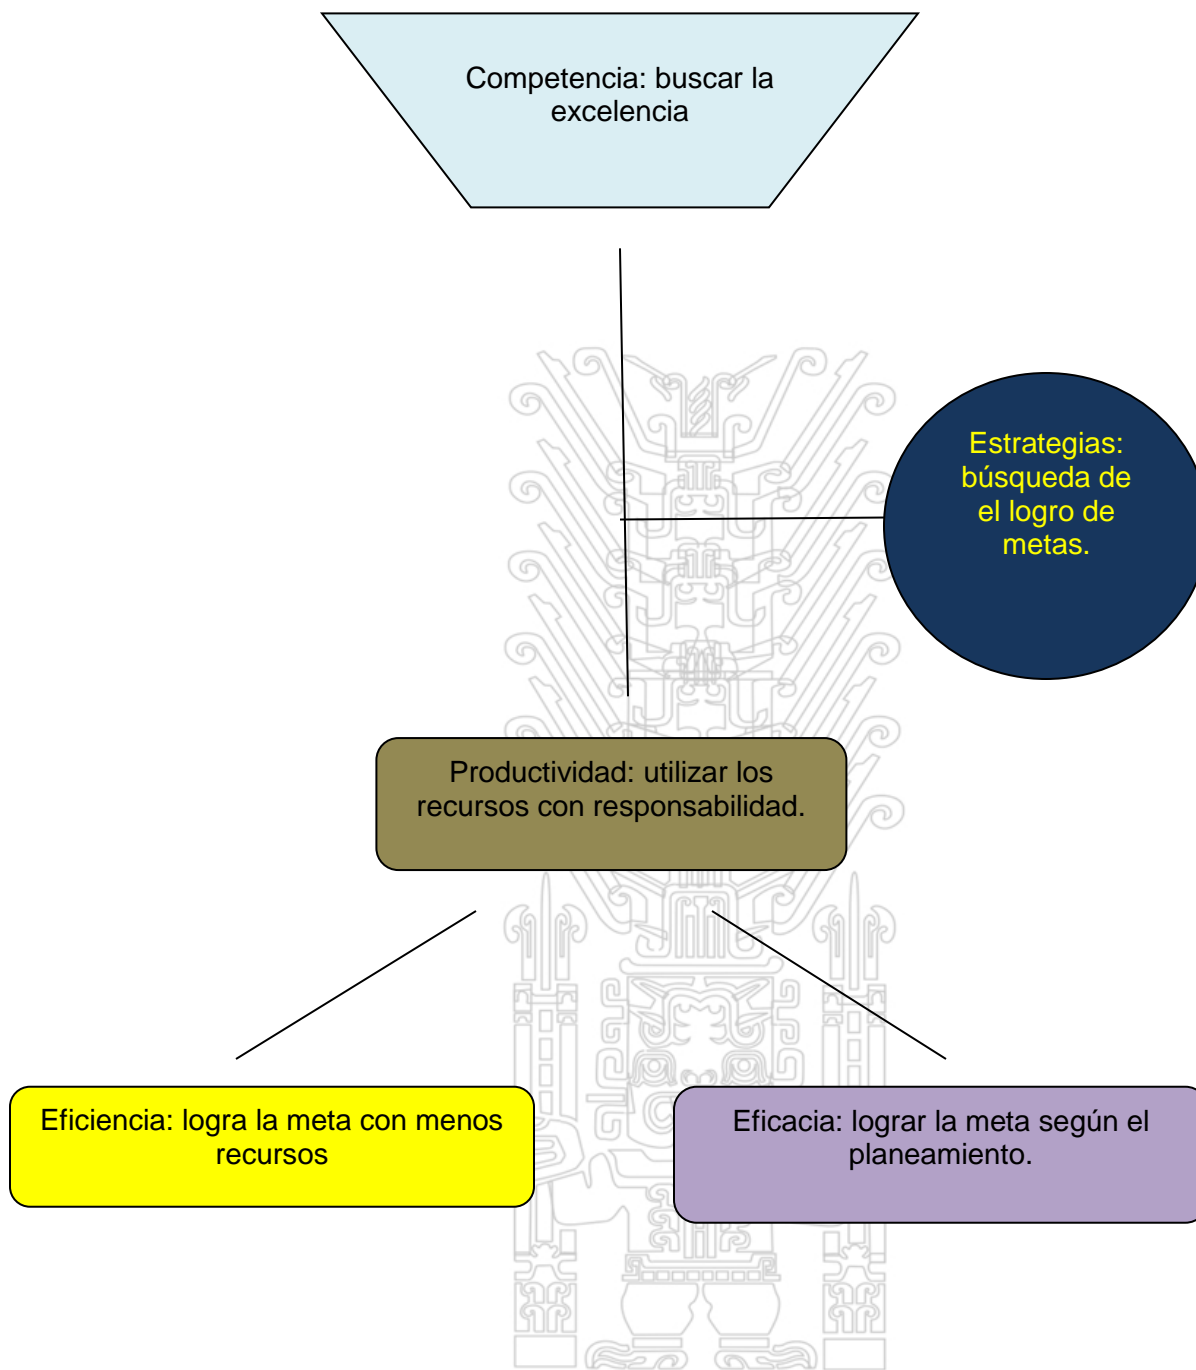 Competencia: buscar la
excelencia
Estrategias:
búsqueda de
el logro de
metas.
Productividad: utilizar los
recursos con responsabilidad.
Eficiencia: logra la meta con menos
recursos
Eficacia: lograr la meta según el
planeamiento.